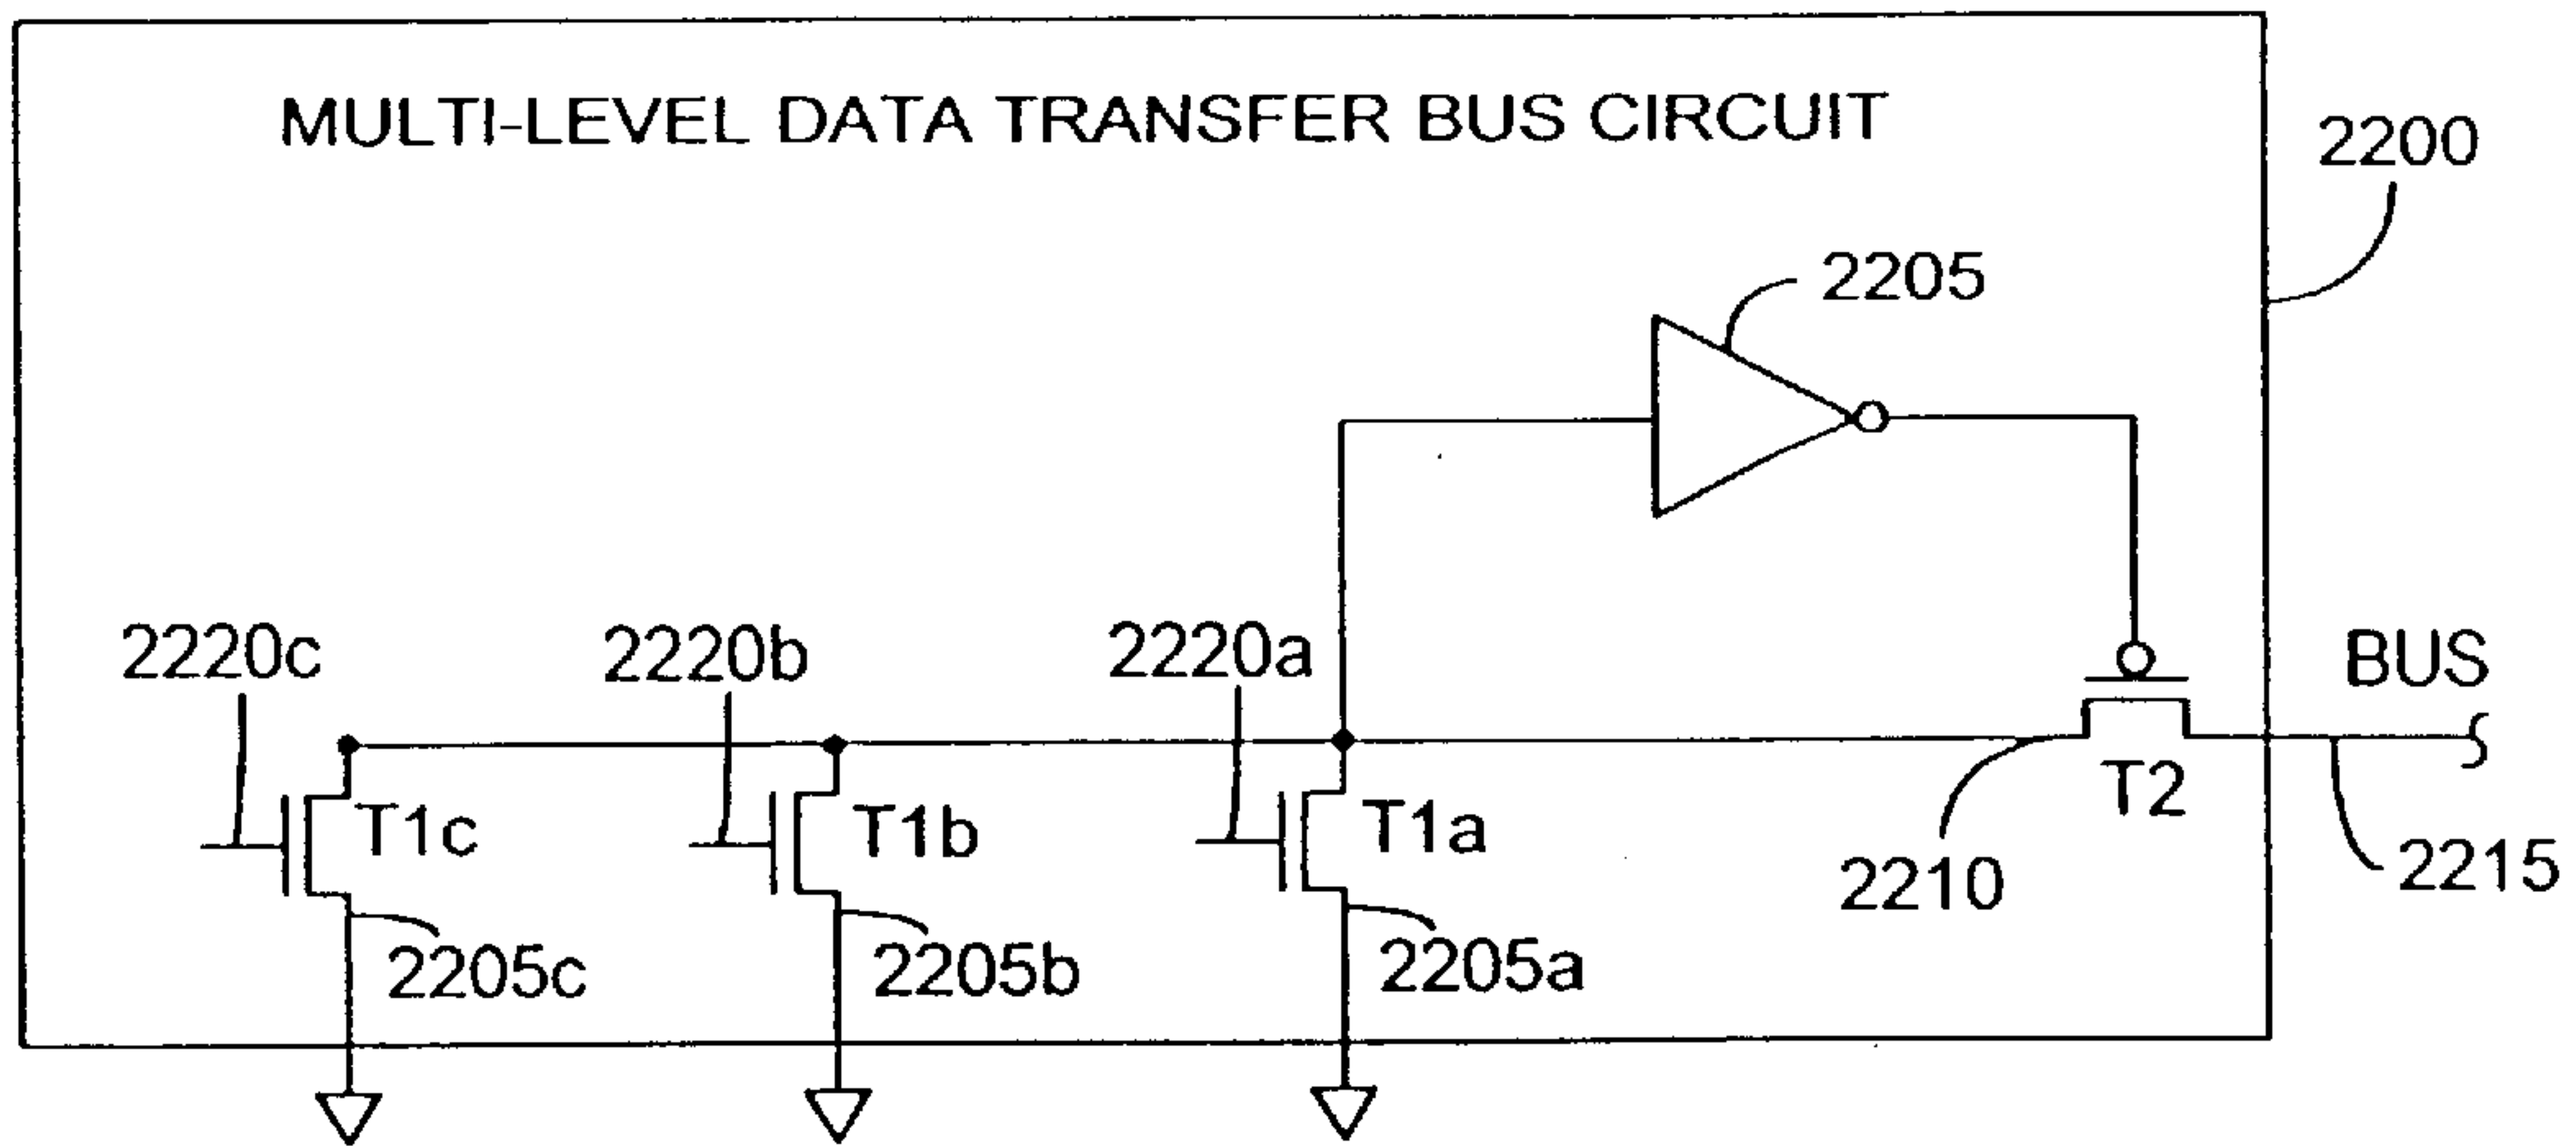 MULTI-LEVEL DATA TRANSFER BUS CIRCUIT
2200
2205
2220c
2220b
2220a
BUS
T1c
T1b
T1a
T2
2210
2215
2205c
2205b
2205a